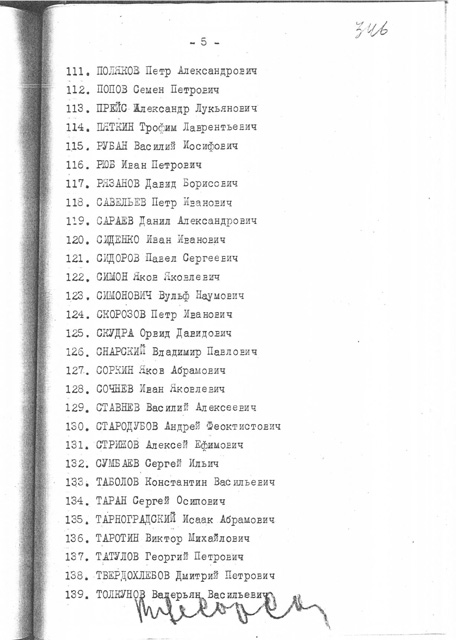 - 5 -
346
111. ПОЛЯКОВ Петр Александрович
112. ПОПОВ Семен Петрович
113. ПРЕЙС Александр Лукьянович
114. ПЯТКИН Трофим Лаврентьевич
115. РУБАН Василий Иосифович
116. РЮБ Иван Петрович
117. РЯЗАНОВ Давид Борисович
118. САВЕЛЬЕВ Петр Иванович
119. САРАЕВ Данил Александрович
120. СИДЕНКО Иван Иванович
121. СИДОРОВ Павел Сергеевич
122. СИМОН Яков Яковлевич
123. СИМОНОВИЧ Вульф Наумович
124. СКОРОЗОВ Петр Иванович
125. СКУДРА Орвид Давидович
126. СНАРСКИЙ Владимир Павлович
127. СОРКИН Яков Абрамович
128. СОЧНЕВ Иван Яковлевич
129. СТАВНЕВ Василий Алексеевич
130. СТАРОДУБОВ Андрей Феоктистович
131. СТРИЖОВ Алексей Ефимович
132. СУМБАЕВ Сергей Ильич
133. ТАБОЛОВ Константин Васильевич
134. ТАРАН Сергей Осипович
135. ТАРНОГРАДСКИЙ Исаак Абрамович
136. ТАРОТИН Виктор Михайлович
137. ТАТУЛОВ Георгий Петрович
138. ТВЕРДОХЛЕБОВ Дмитрий Петрович
139. ТОЛКУНОВ Валерьян Васильевич